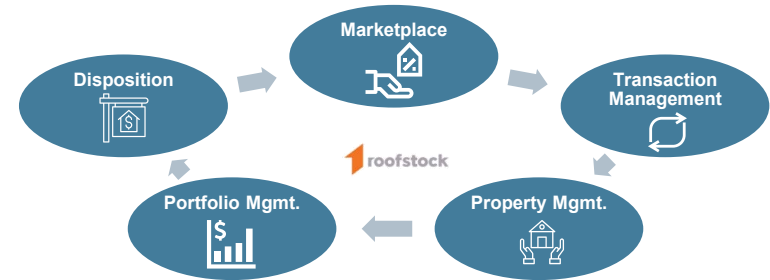 Marketplace
Disposition
$
Transaction
Management
roofstock
Portfolio Mgmt.
$
Property Mgmt.